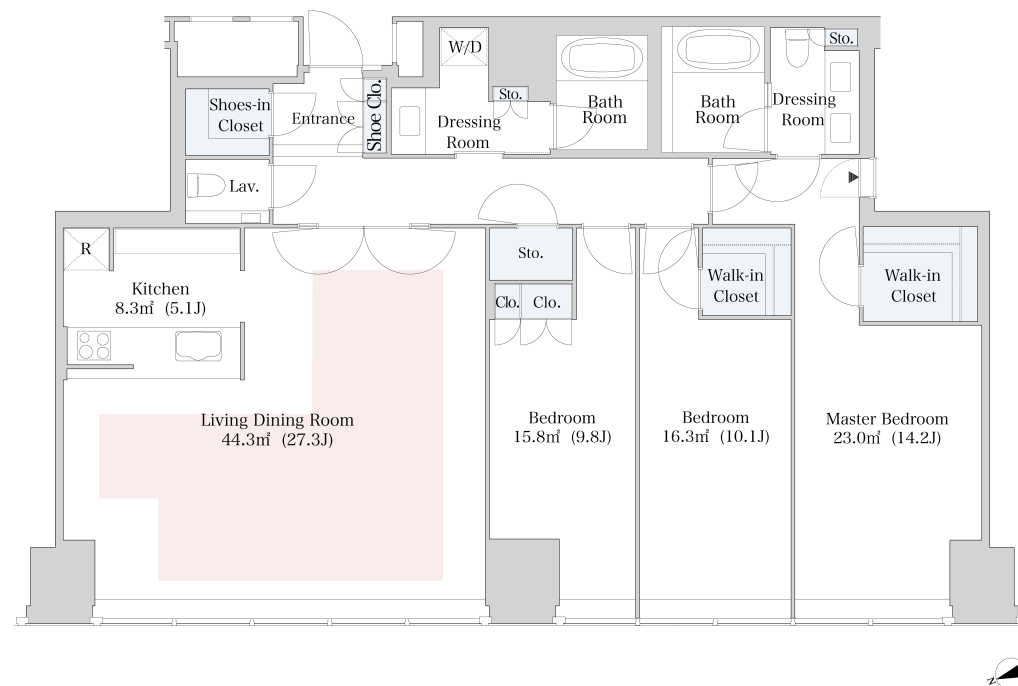 W/D
Sto.
Shoes-in
Closet
Entrance
Shoe Clo.
Sto.
Dressing
Room
Bath
Room
Bath
Room
Dressing
Room
Lav.
R
Kitchen
8.3㎡ (5.1J)
Sto.
Clo.
Clo.
Walk-in
Closet
Walk-in
Closet
Living Dining Room
44.3㎡ (27.3J)
Bedroom
15.8㎡ (9.8J)
Bedroom
16.3㎡ (10.1J)
Master Bedroom
23.0㎡ (14.2J)
N